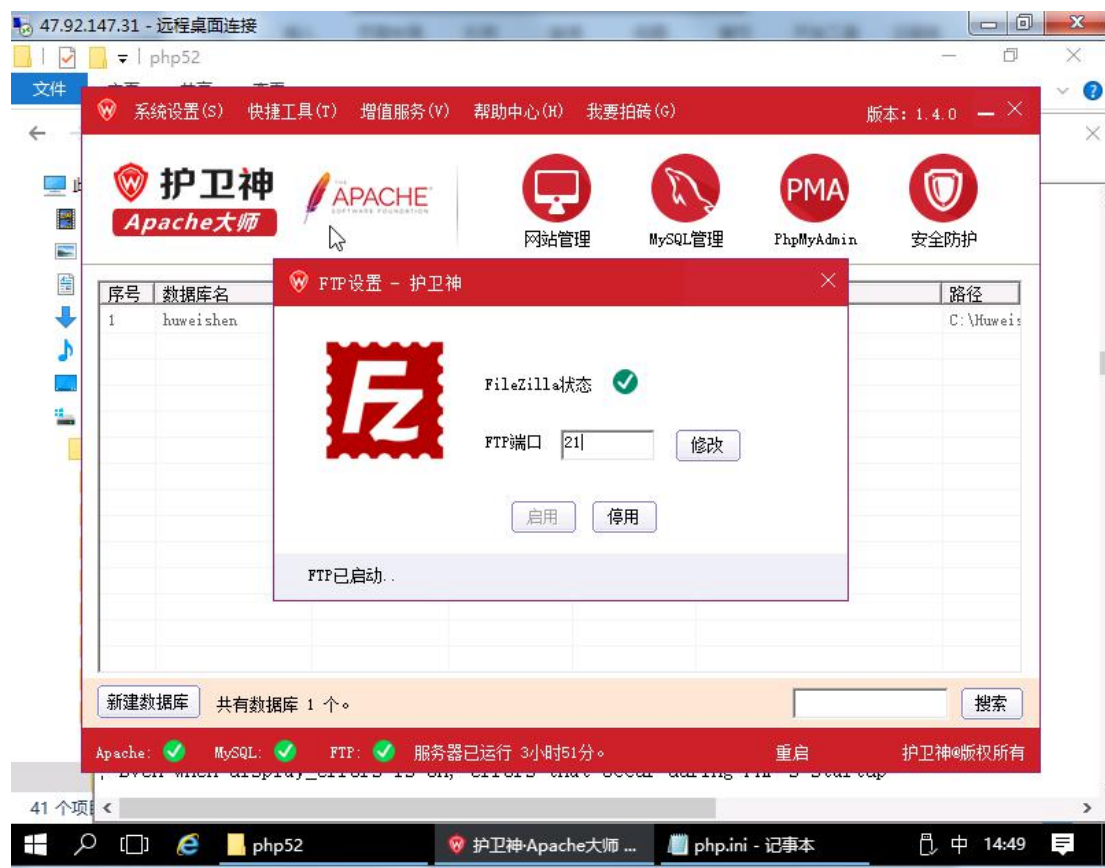 47.92.147.31 - 远程桌面连接
php52
文件
系统设置(S) 快捷工具(T) 增值服务(V) 帮助中心(H) 我要拍砖(G) 版本: 1.4.0
护卫神
Apache大师
THE
APACHE
SOFTWARE FOUNDATION
网站管理 MySQL管理 PMA PhpMyAdmin 安全防护
FTP设置 - 护卫神
序号 数据库名 路径
1 huweishen C:\Huweis
FileZilla状态
Fz
FTP端口 21 修改
启用 停用
FTP已启动..
新建数据库 共有数据库 1 个。 搜索
Apache: MySQL: FTP: 服务器已运行 3小时51分。 重启 护卫神@版权所有
41 个项
php52 护卫神·Apache大师 ... php.ini - 记事本 中 14:49